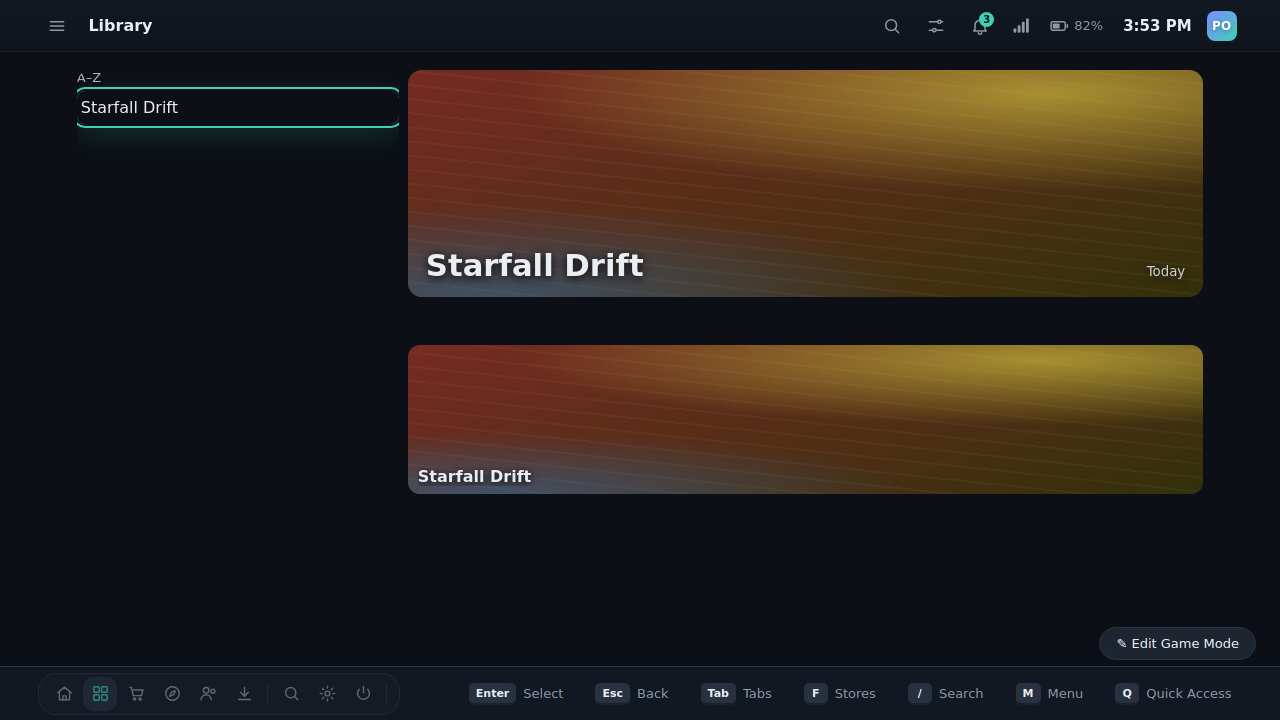 Library
3
82%
3:53 PM
PO
A–Z
Starfall Drift
Starfall Drift
Today
Starfall Drift
✎ Edit Game Mode
Enter Select
Esc Back
Tab Tabs
F Stores
/ Search
M Menu
Q Quick Access